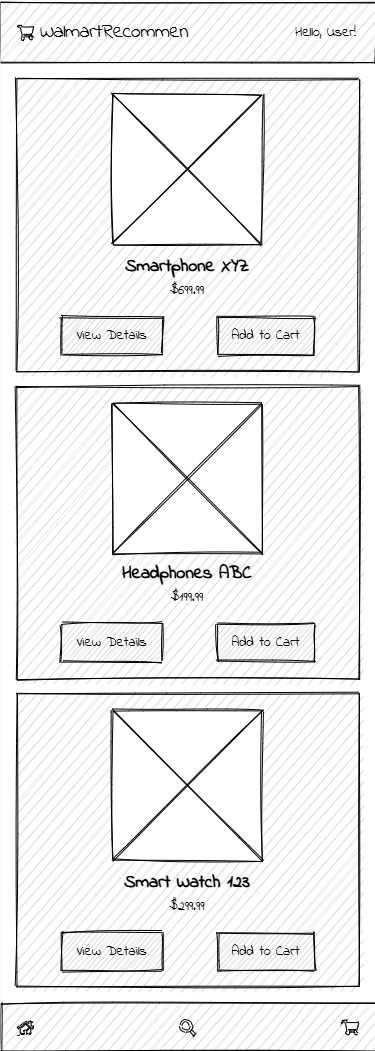 WalmartRecommen
Hello, User!
Smartphone XYZ
$699.99
View Details
Add to Cart
Headphones ABC
$199.99
View Details
Add to Cart
Smart Watch 123
$299.99
View Details
Add to Cart